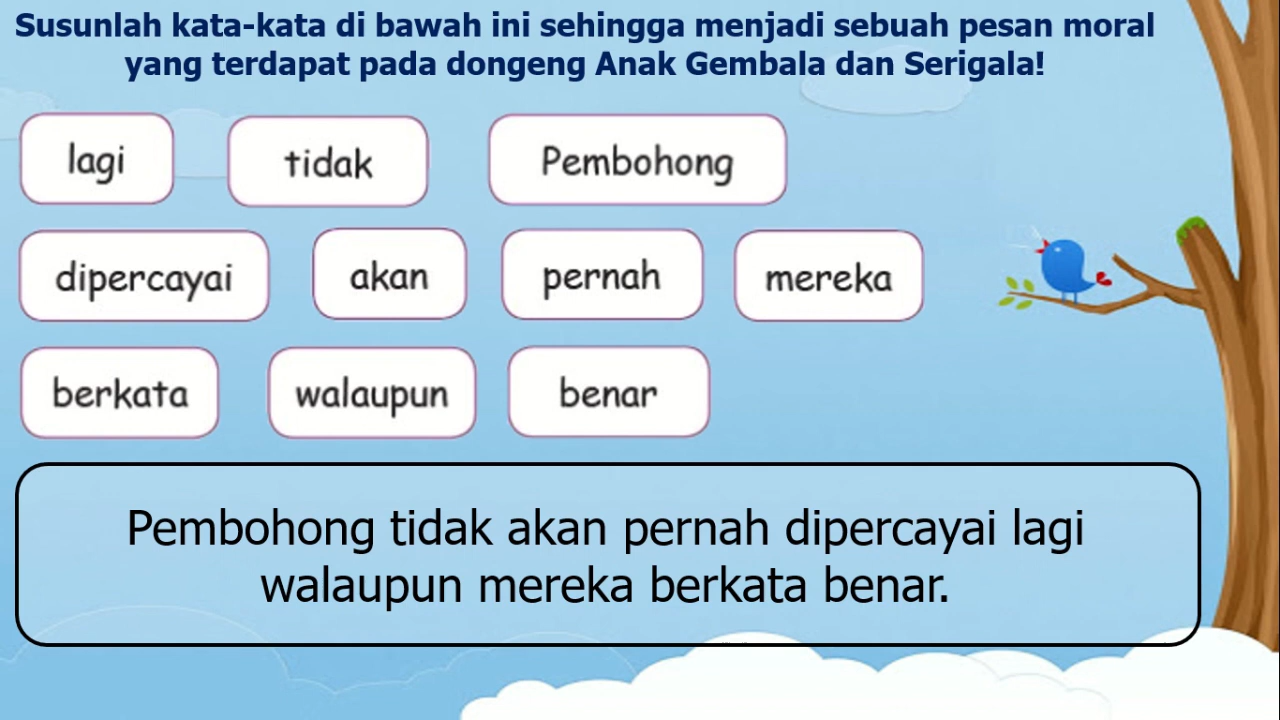 Susunlah kata-kata di bawah ini sehingga menjadi sebuah pesan moral
yang terdapat pada dongeng Anak Gembala dan Serigala!
lagi tidak Pembohong
dipercayai akan pernah mereka
berkata walaupun benar
Pembohong tidak akan pernah dipercayai lagi
walaupun mereka berkata benar.